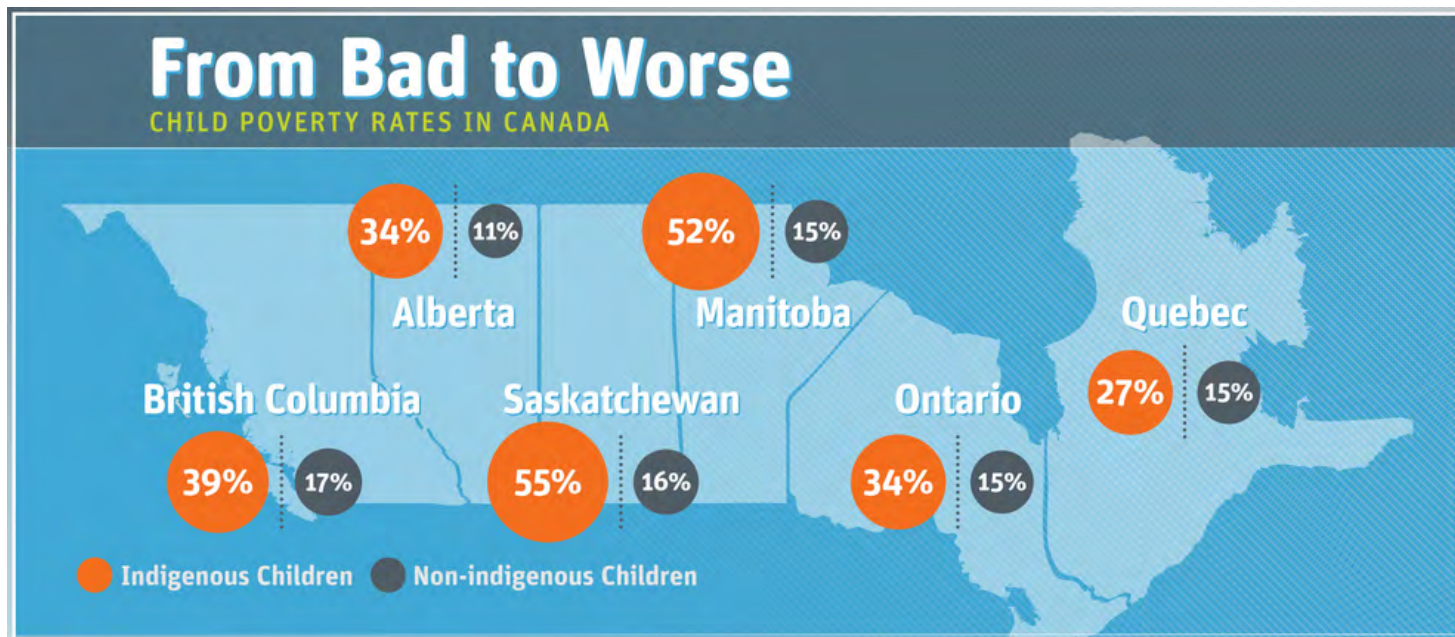 From Bad to Worse
CHILD POVERTY RATES IN CANADA
34% 11%
Alberta
52% 15%
Manitoba
Quebec
27% 15%
British Columbia
39% 17%
Saskatchewan
55% 16%
Ontario
34% 15%
Indigenous Children Non-indigenous Children